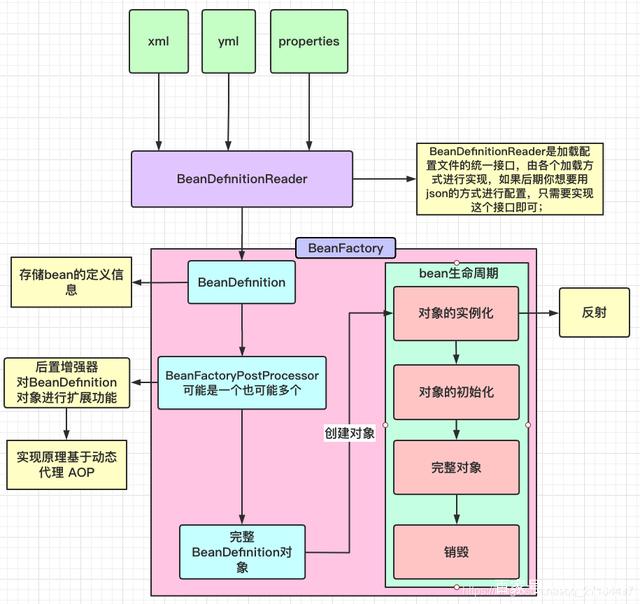 xml
yml
properties
BeanDefinitionReader
BeanDefinitionReader是加载配
置文件的统一接口，由各个加载方
式进行实现，如果后期你想要用
json的方式进行配置，只需要实现
这个接口即可；
BeanFactory
存储bean的定义信
息
BeanDefinition
bean生命周期
对象的实例化
反射
后置增强器
对BeanDefinition
对象进行扩展功能
BeanFactoryPostProcessor
可能是一个也可能多个
对象的初始化
创建对象
实现原理基于动态
代理 AOP
完整对象
完整
BeanDefinition对
象
销毁